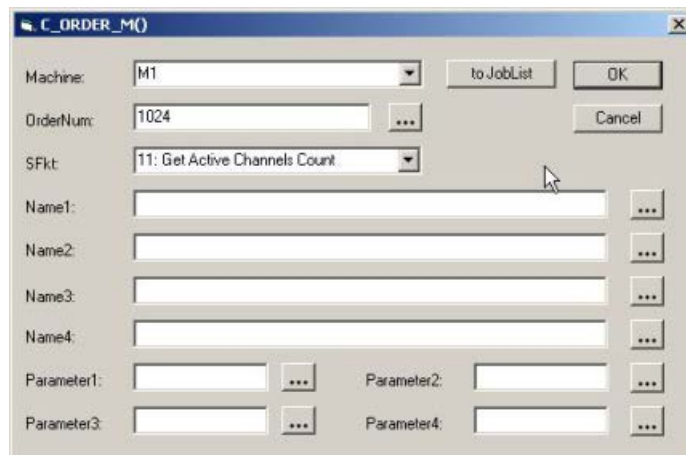 C_ORDER_M()
Machine: M1 to JobList OK
OrderNum: 1024 ... Cancel
SFkt: 11: Get Active Channels Count
Name1: ...
Name2: ...
Name3: ...
Name4: ...
Parameter1: ... Parameter2: ...
Parameter3: ... Parameter4: ...